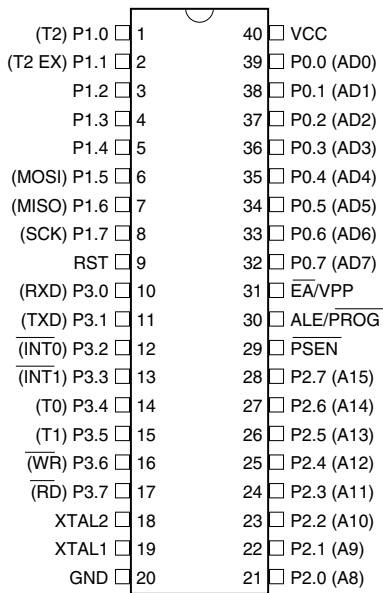 (T2) P1.0 1 40 VCC
(T2 EX) P1.1 2 39 P0.0 (AD0)
P1.2 3 38 P0.1 (AD1)
P1.3 4 37 P0.2 (AD2)
P1.4 5 36 P0.3 (AD3)
(MOSI) P1.5 6 35 P0.4 (AD4)
(MISO) P1.6 7 34 P0.5 (AD5)
(SCK) P1.7 8 33 P0.6 (AD6)
RST 9 32 P0.7 (AD7)
(RXD) P3.0 10 31 E̅A̅/VPP
(TXD) P3.1 11 30 ALE/P̅R̅O̅G̅
(I̅N̅T̅0̅) P3.2 12 29 P̅S̅E̅N̅
(I̅N̅T̅1̅) P3.3 13 28 P2.7 (A15)
(T0) P3.4 14 27 P2.6 (A14)
(T1) P3.5 15 26 P2.5 (A13)
(W̅R̅) P3.6 16 25 P2.4 (A12)
(R̅D̅) P3.7 17 24 P2.3 (A11)
XTAL2 18 23 P2.2 (A10)
XTAL1 19 22 P2.1 (A9)
GND 20 21 P2.0 (A8)